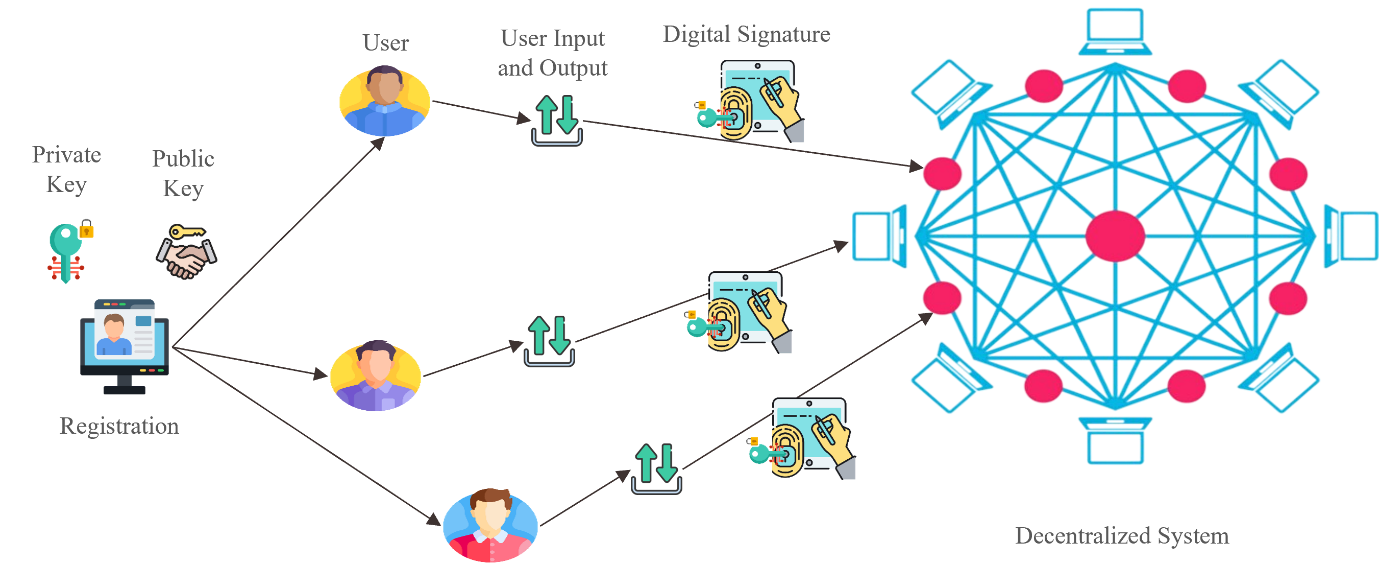 User
User Input
and Output
Digital Signature
Private
Key
Public
Key
Registration
Decentralized System